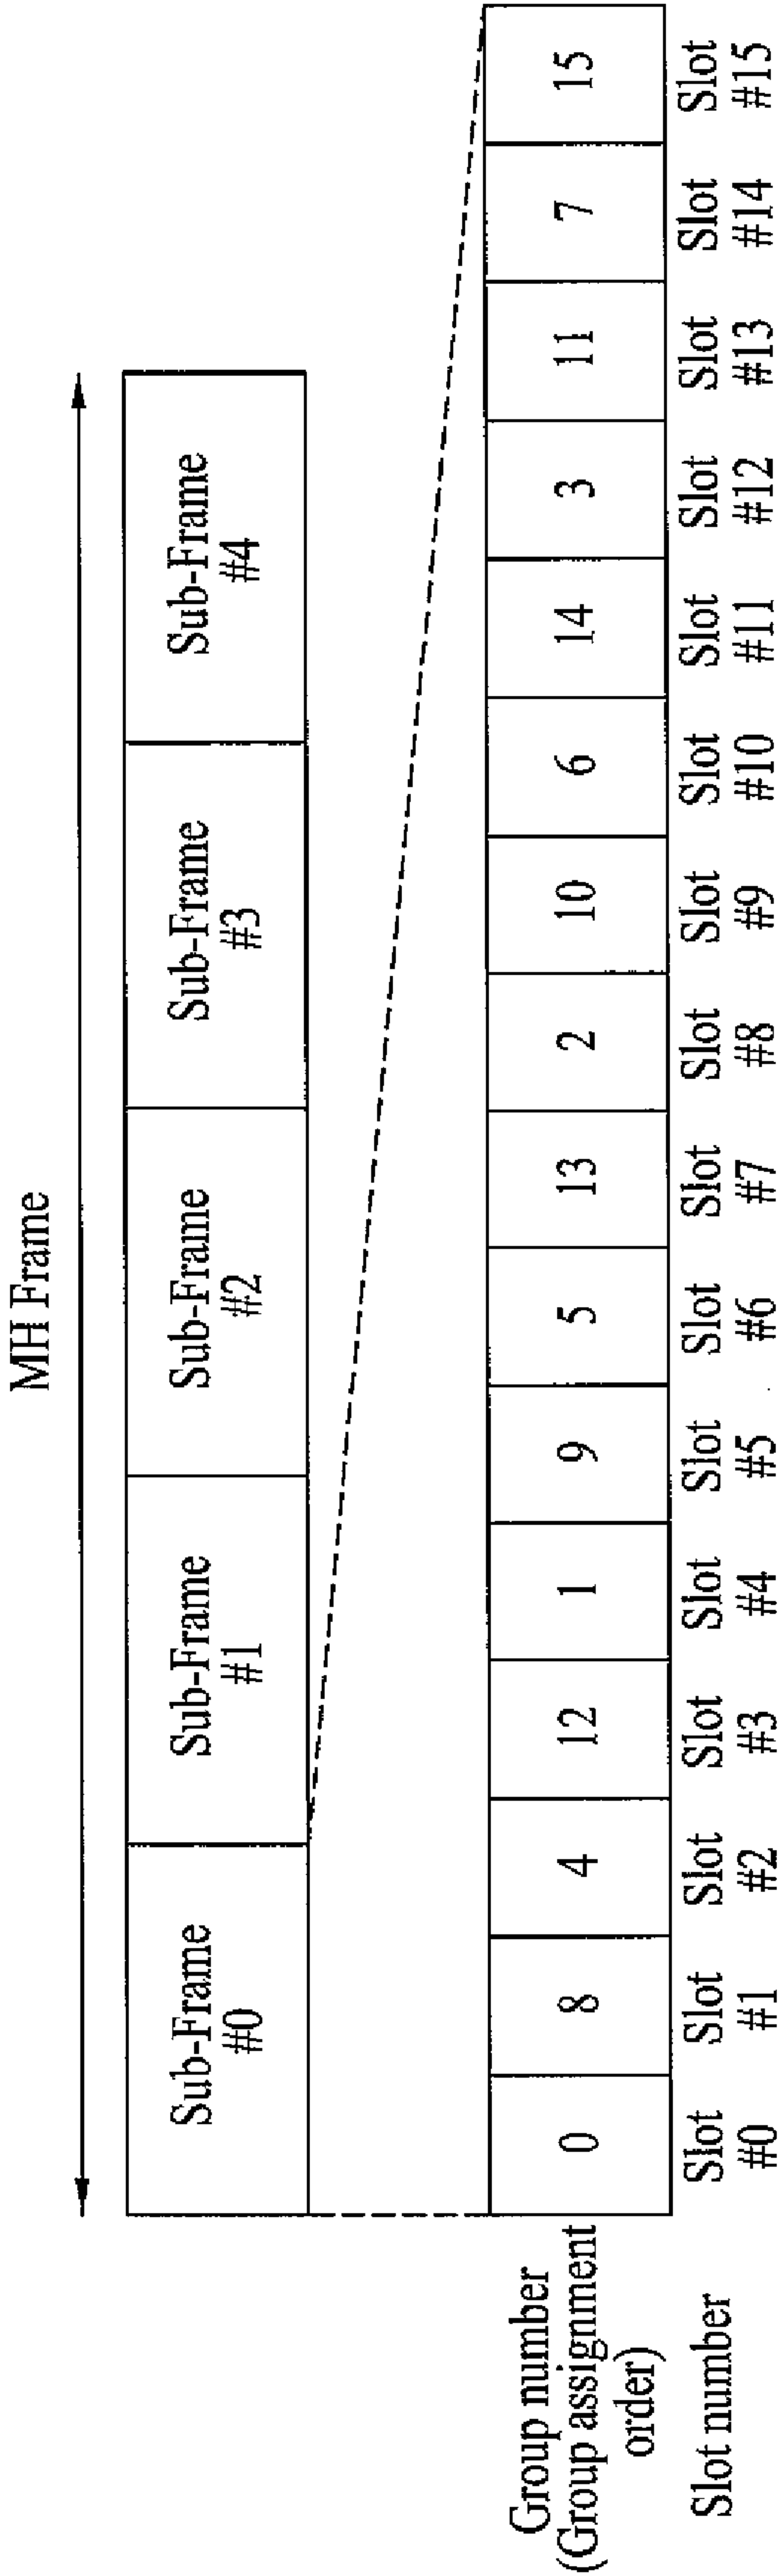 MH Frame
Sub-Frame
#0
Sub-Frame
#1
Sub-Frame
#2
Sub-Frame
#3
Sub-Frame
#4
Group number
(Group assignment
order)
0
8
4
12
1
9
5
13
2
10
6
14
3
11
7
15
Slot number
Slot
#0
Slot
#1
Slot
#2
Slot
#3
Slot
#4
Slot
#5
Slot
#6
Slot
#7
Slot
#8
Slot
#9
Slot
#10
Slot
#11
Slot
#12
Slot
#13
Slot
#14
Slot
#15